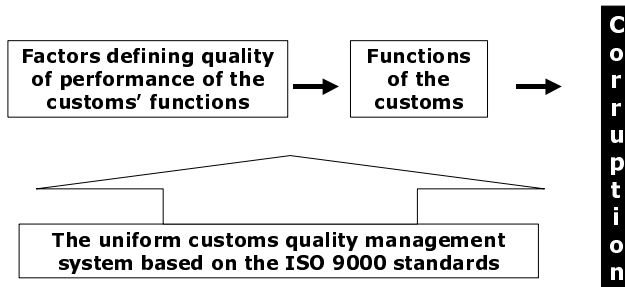 Factors defining quality
of performance of the
customs’ functions
Functions
of the
customs
Corruption
The uniform customs quality management
system based on the ISO 9000 standards